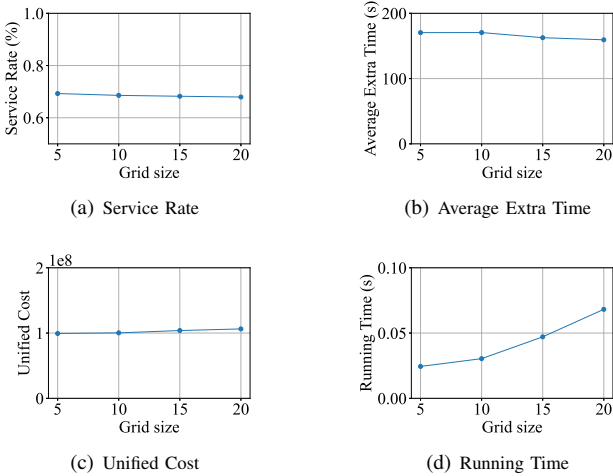 1.0
0.8
0.6
Service Rate (%)
5 10 15 20
Grid size
(a) Service Rate
200
100
0
Average Extra Time (s)
5 10 15 20
Grid size
(b) Average Extra Time
1e8
2
1
0
Unified Cost
5 10 15 20
Grid size
(c) Unified Cost
0.10
0.05
0.00
Running Time (s)
5 10 15 20
Grid size
(d) Running Time